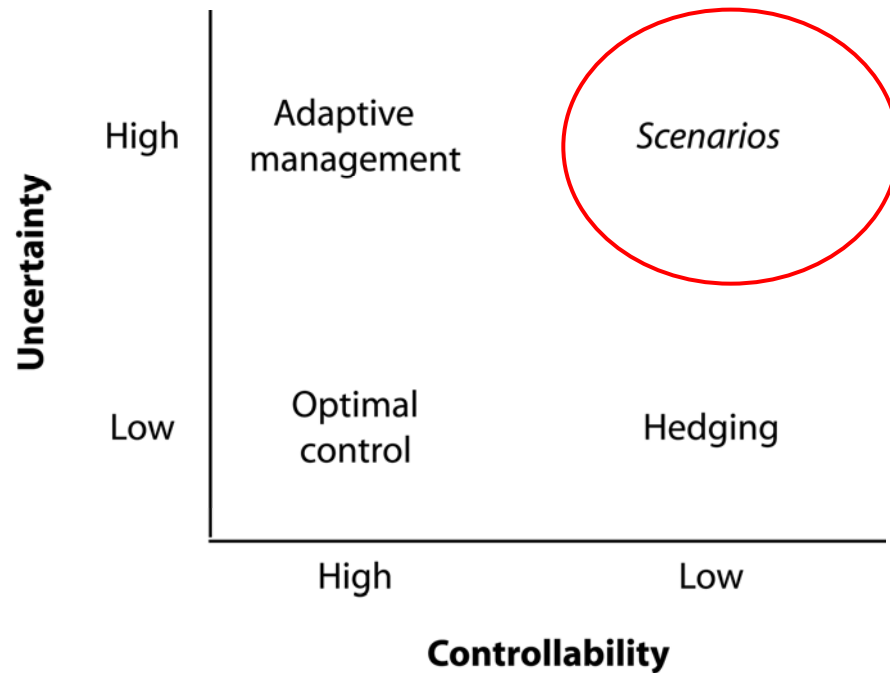 Uncertainty
High
Adaptive
management
Scenarios
Low
Optimal
control
Hedging
High
Low
Controllability